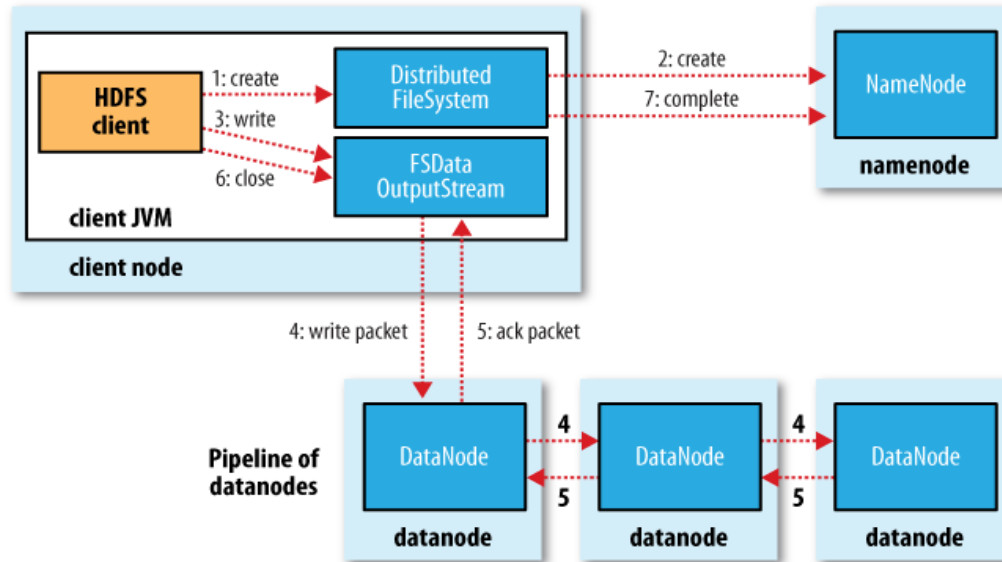 HDFS
client
1: create
3: write
6: close
Distributed
FileSystem
FSData
OutputStream
client JVM
client node
2: create
7: complete
NameNode
namenode
4: write packet
5: ack packet
Pipeline of
datanodes
DataNode
4
5
DataNode
4
5
DataNode
datanode
datanode
datanode